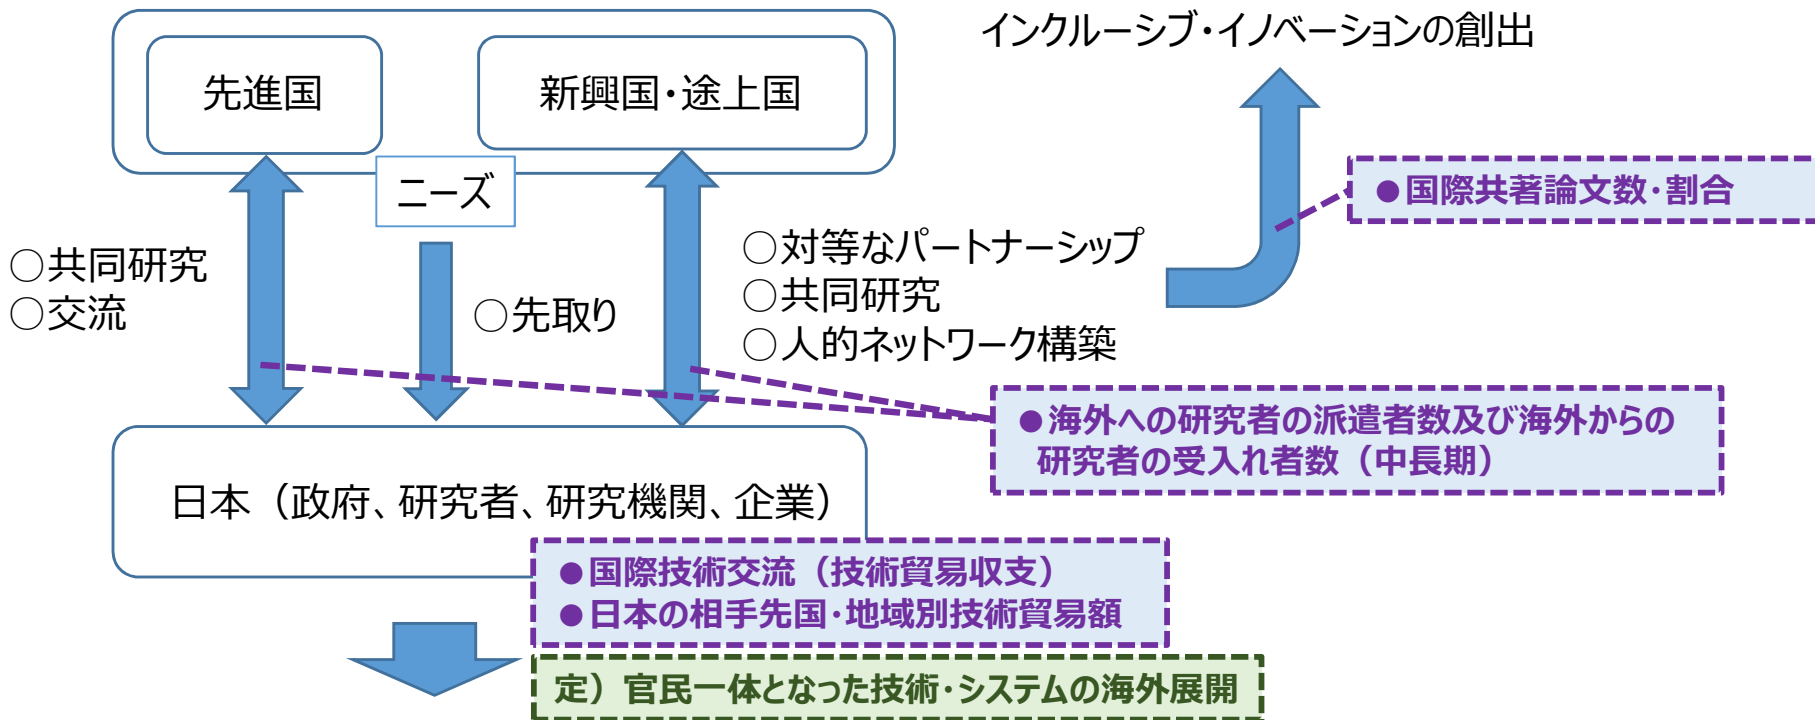 インクルーシブ・イノベーションの創出
先進国
新興国・途上国
ニーズ
●国際共著論文数・割合
○共同研究
○交流
○先取り
○対等なパートナーシップ
○共同研究
○人的ネットワーク構築
●海外への研究者の派遣者数及び海外からの
研究者の受入れ者数（中長期）
日本（政府、研究者、研究機関、企業）
●国際技術交流（技術貿易収支）
●日本の相手先国・地域別技術貿易額
定）官民一体となった技術・システムの海外展開